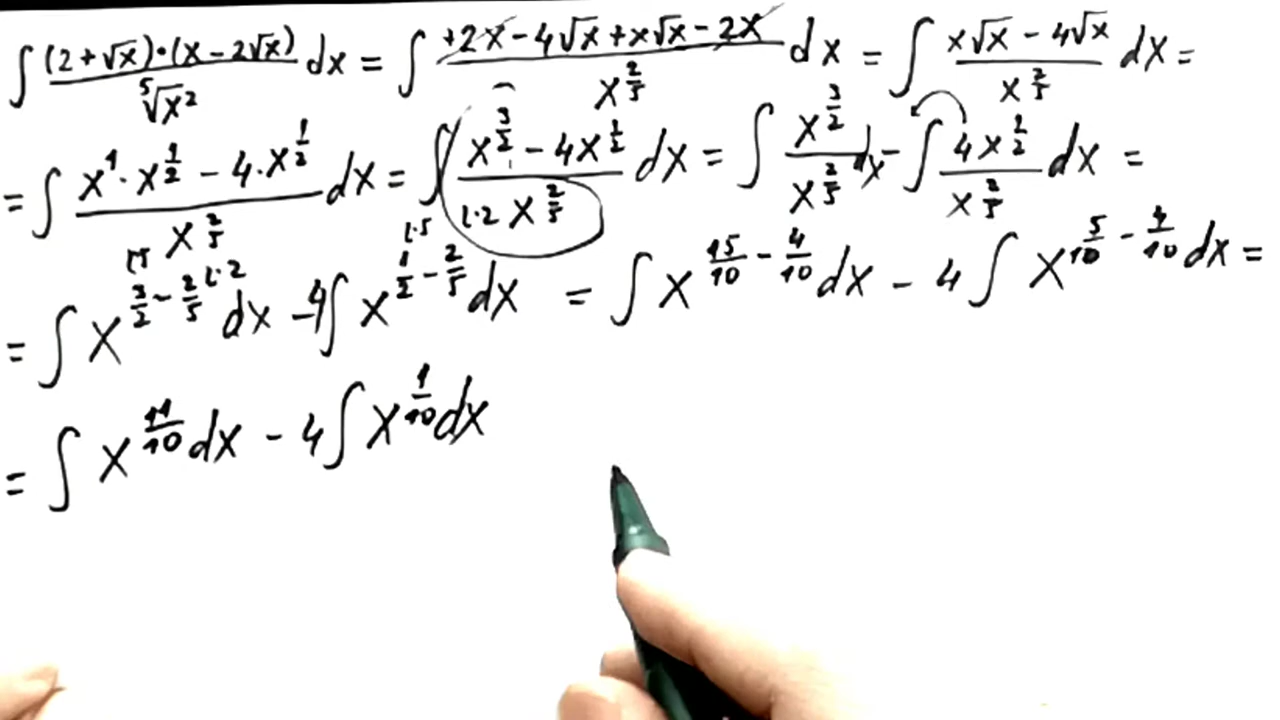 ∫ (2+√x)·(x−2√x) / ⁵√x² dx = ∫ +2x−4√x+x√x−2x / x^(2/5) dx = ∫ x√x − 4√x / x^(2/5) dx =
= ∫ x^1·x^(1/2) − 4·x^(1/2) / x^(2/5) dx = ∫ x^(3/2) − 4x^(1/2) / x^(2/5) dx = ∫ x^(3/2) / x^(2/5) dx − ∫ 4x^(1/2) / x^(2/5) dx =
= ∫ x^(3/2 − 2/5) dx − 4∫ x^(1/2 − 2/5) dx = ∫ x^(15/10 − 4/10) dx − 4 ∫ x^(5/10 − 4/10) dx =
= ∫ x^(11/10) dx − 4∫ x^(1/10) dx